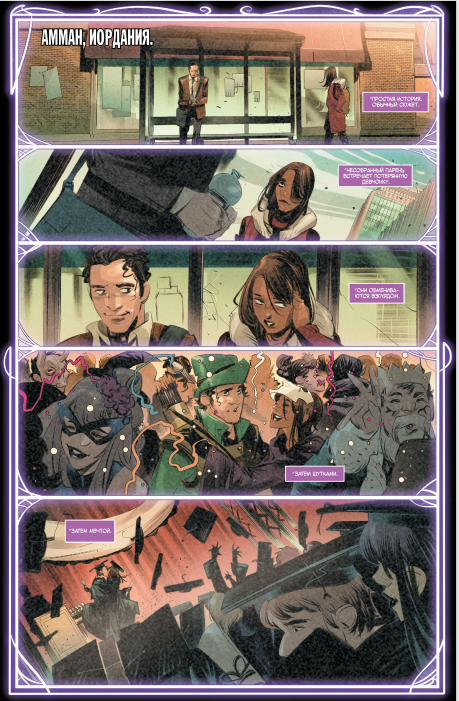 АММАН, ИОРДАНИЯ.
"ПРОСТАЯ ИСТОРИЯ.
ОБЫЧНЫЙ СЮЖЕТ.
"НЕСОБРАННЫЙ ПАРЕНЬ
ВСТРЕЧАЕТ ПОТЕРЯННУЮ
ДЕВЧОНКУ.
"ОНИ ОБМЕНИВА-
ЮТСЯ ВЗГЛЯДОМ.
"ЗАТЕМ ШУТКАМИ.
"ЗАТЕМ МЕЧТОЙ.